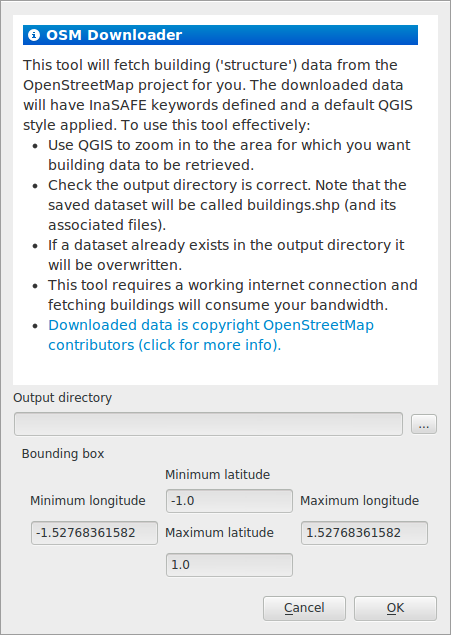 OSM Downloader
This tool will fetch building ('structure') data from the
OpenStreetMap project for you. The downloaded data
will have InaSAFE keywords defined and a default QGIS
style applied. To use this tool effectively:
• Use QGIS to zoom in to the area for which you want
building data to be retrieved.
• Check the output directory is correct. Note that the
saved dataset will be called buildings.shp (and its
associated files).
• If a dataset already exists in the output directory it
will be overwritten.
• This tool requires a working internet connection and
fetching buildings will consume your bandwidth.
• Downloaded data is copyright OpenStreetMap
contributors (click for more info).
Output directory
...
Bounding box
Minimum latitude
Minimum longitude
-1.0
Maximum longitude
-1.52768361582
Maximum latitude
1.52768361582
1.0
Cancel
OK